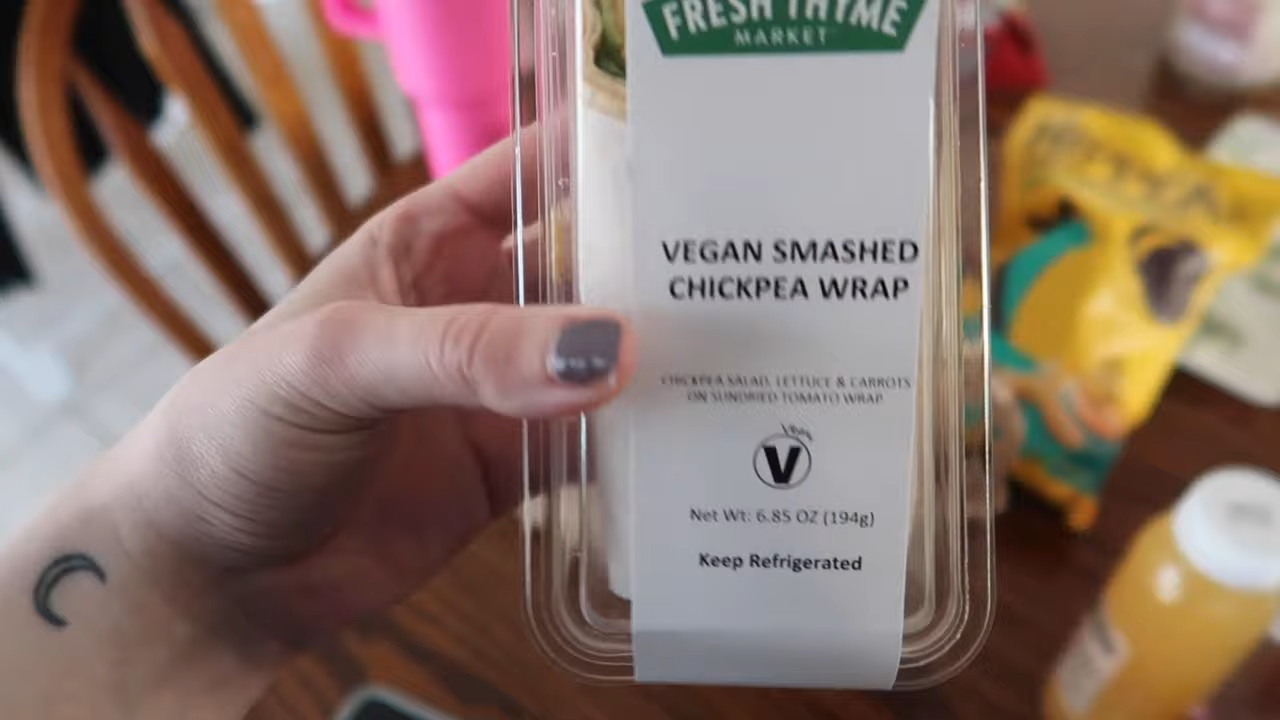 FRESH THYME
MARKET
VEGAN SMASHED
CHICKPEA WRAP
CHICKPEA SALAD, LETTUCE & CARROTS
ON SUNDRIED TOMATO WRAP
V
Net Wt: 6.85 OZ (194g)
Keep Refrigerated